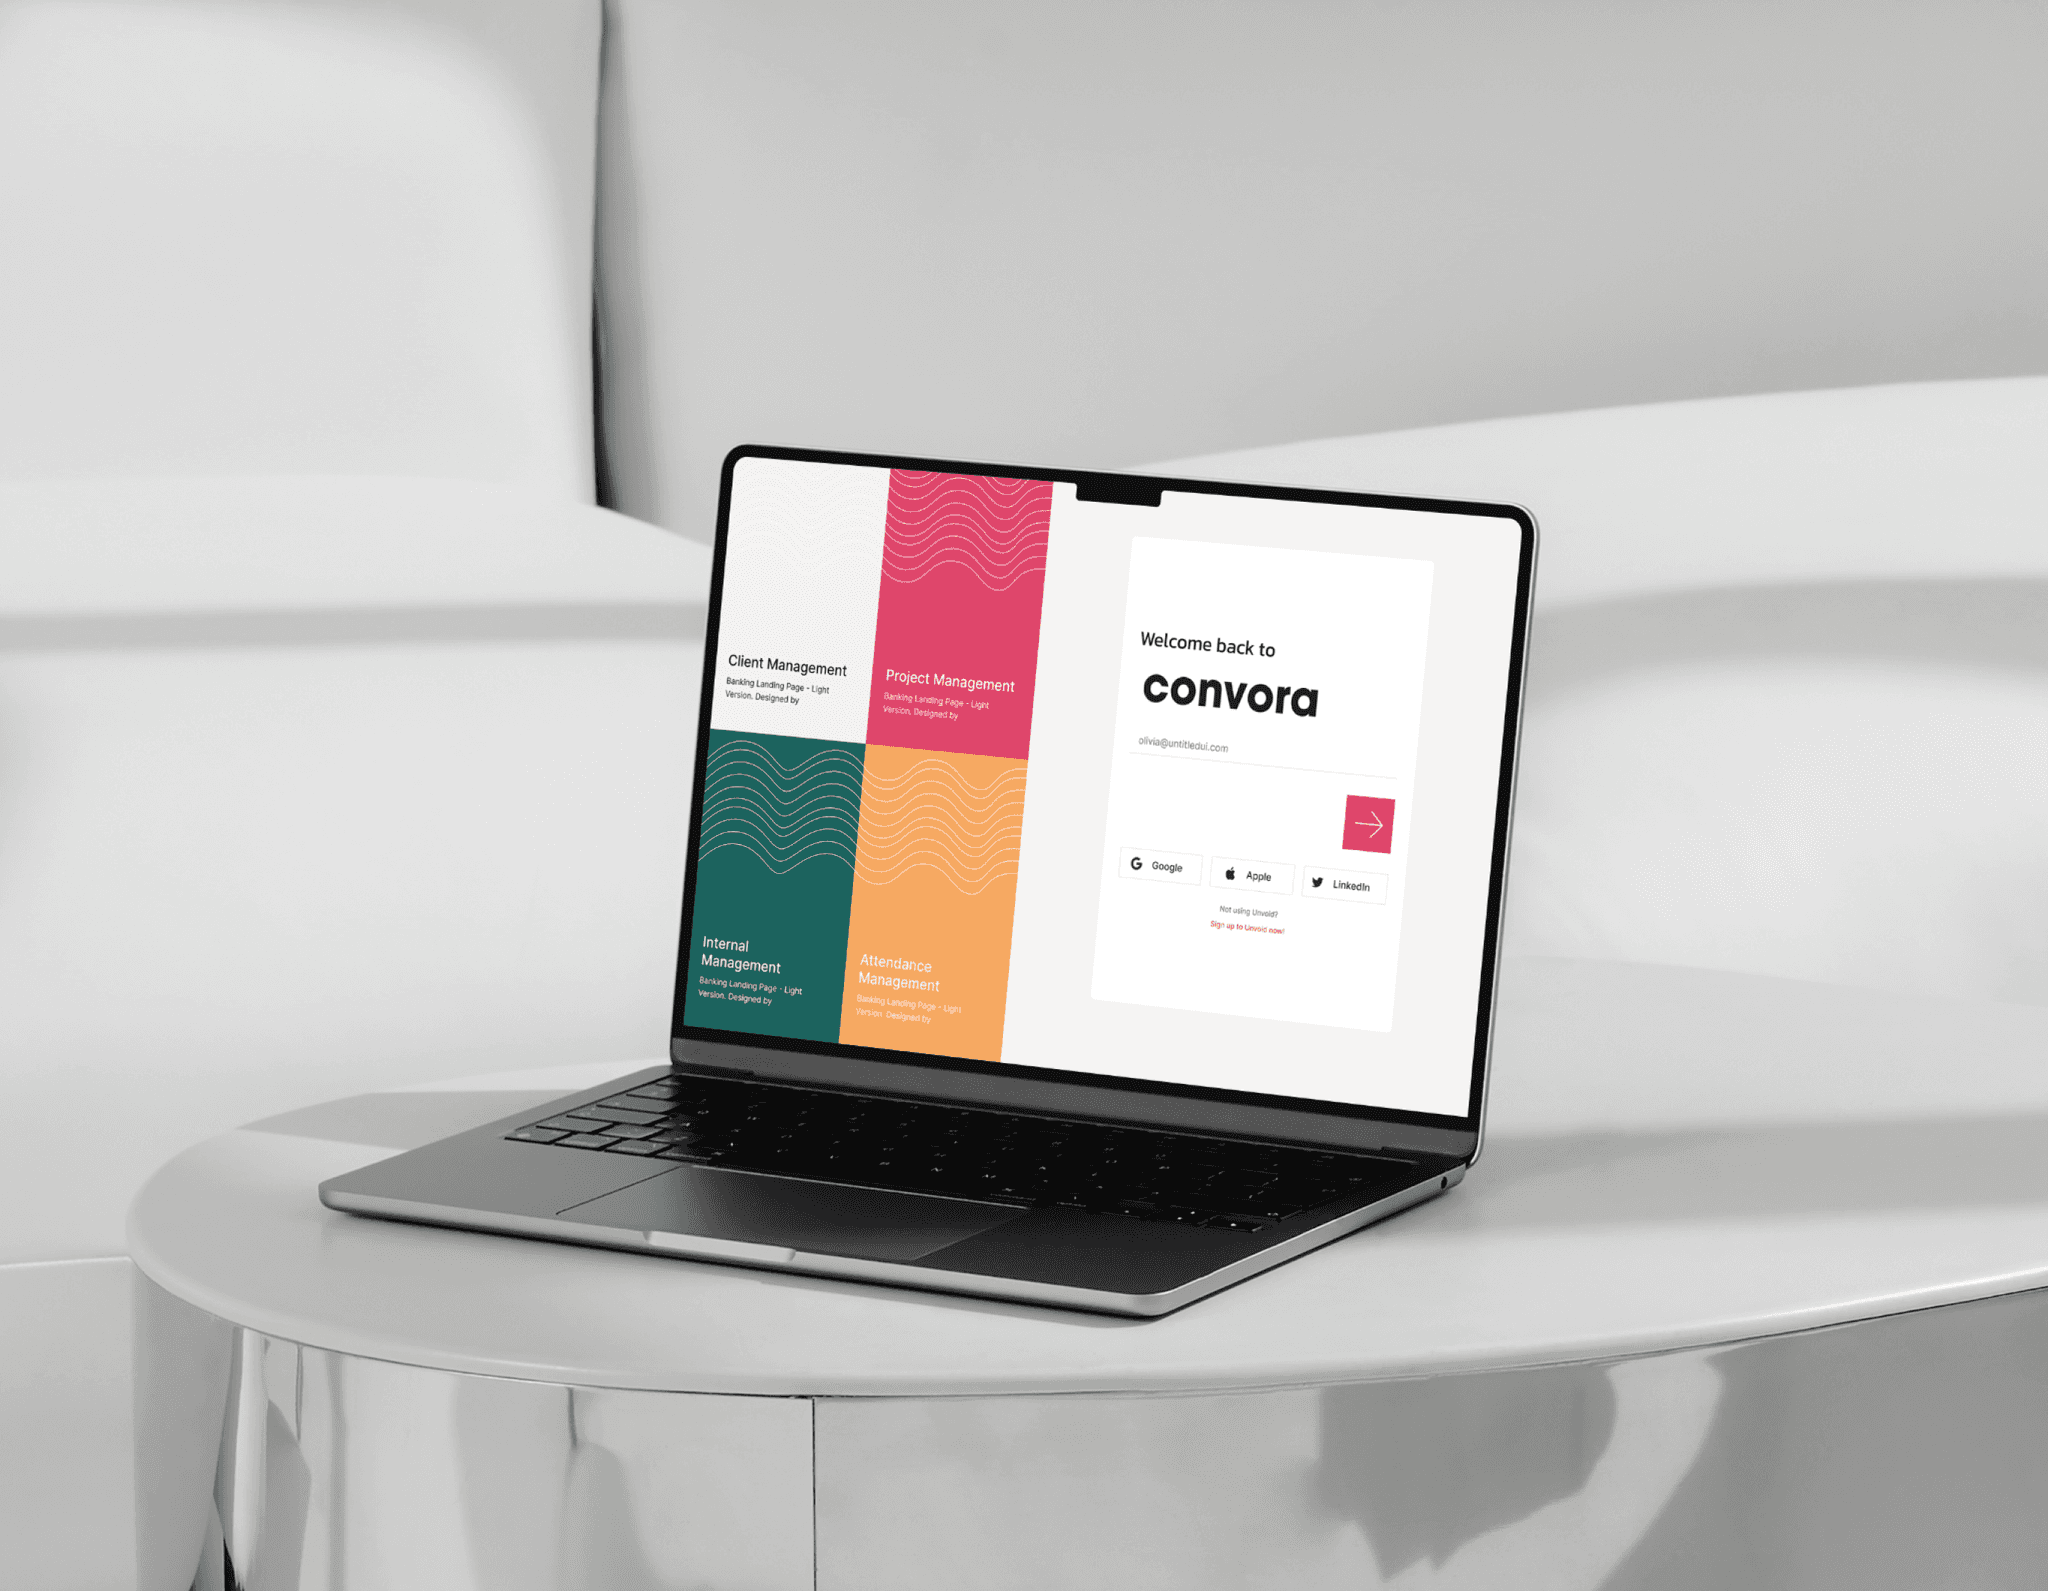 Client Management
Banking Landing Page - Light
Version. Designed by
Project Management
Banking Landing Page - Light
Version. Designed by
Internal
Management
Banking Landing Page - Light
Version. Designed by
Attendance
Management
Banking Landing Page - Light
Version. Designed by
Welcome back to
convora
olivia@untitledui.com
Google
Apple
LinkedIn
Not using Unvoid?
Sign up to Unvoid now!